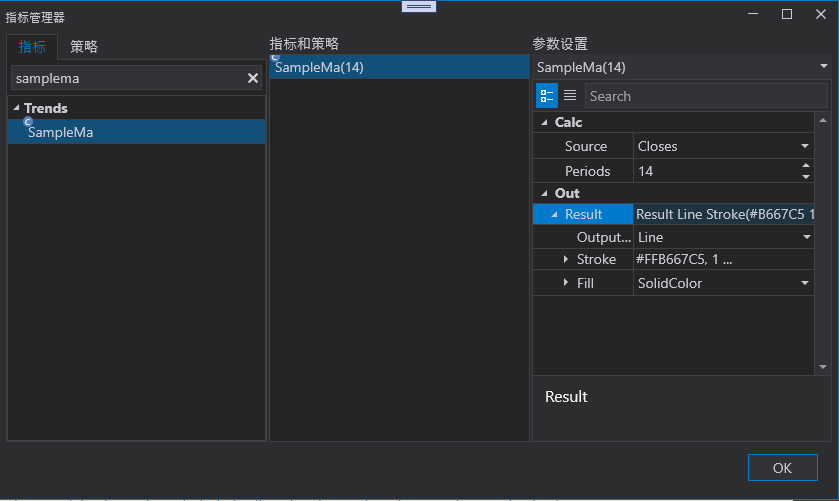 指标管理器
指标 策略
samplema
Trends
C
SampleMa
指标和策略
C
SampleMa(14)
参数设置
SampleMa(14)
Search
Calc
Source Closes
Periods 14
Out
Result Result Line Stroke(#B667C5 1
Output... Line
Stroke #FFB667C5, 1 ...
Fill SolidColor
Result
OK